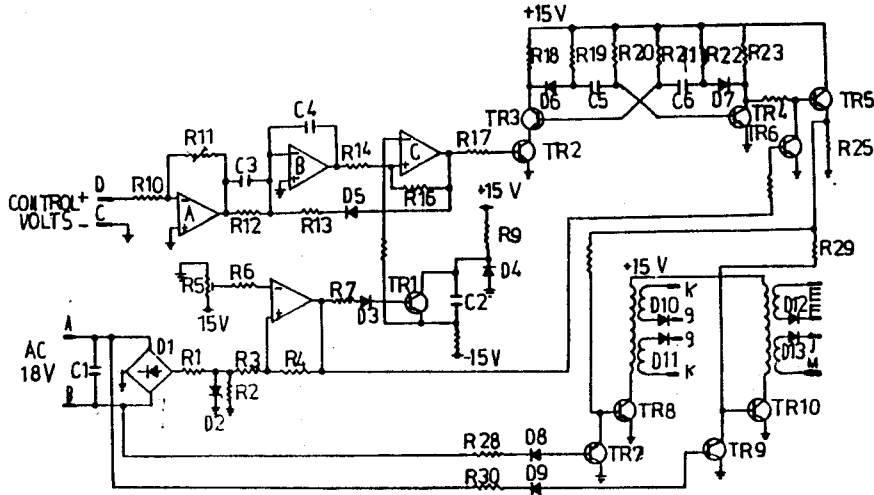 +15V
R18 R19 R20 R21 R22 R23
D6 C5 C6 D7
TR3 TR4 TR5
TR6
C4
R11 R14 C R17 TR2 R25
C3 B
D R10 R16
CONTROL + +15 V
VOLTS - A R12 R13 D5
C R9 R29
R6 TR1 D4 +15 V
R5 R7 C2 D10 K D12
15V D3 g
A D1 g D13 J
AC R1 R3 R4 -15V D11 K M
18V C1 R2
B D2 TR8 TR10
R28 D8 TR7 TR9
R30 D9